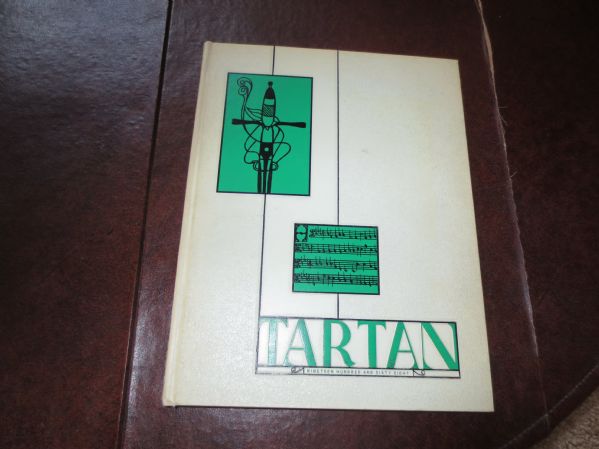 TARTAN
NINETEEN HUNDRED AND SIXTY EIGHT